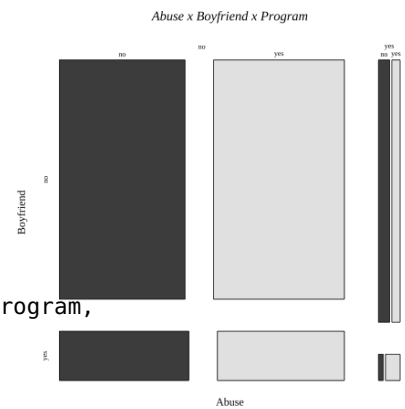 Abuse x Boyfriend x Program
no yes
no yes no yes
no
Boyfriend
rogram,
yes
Abuse